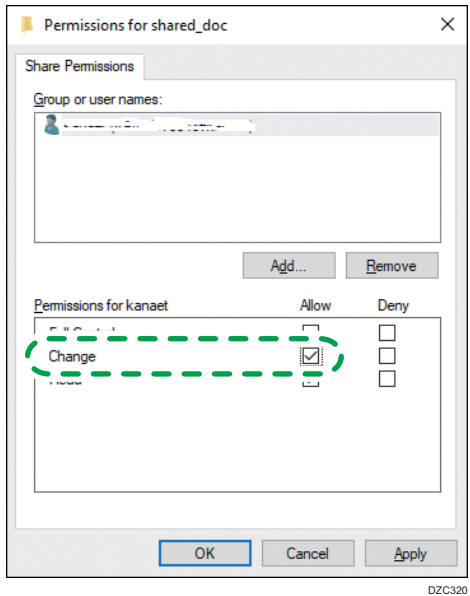 Permissions for shared_doc
Share Permissions
Group or user names:
Add... Remove
Permissions for kanaet Allow Deny
Change
OK Cancel Apply
DZC320